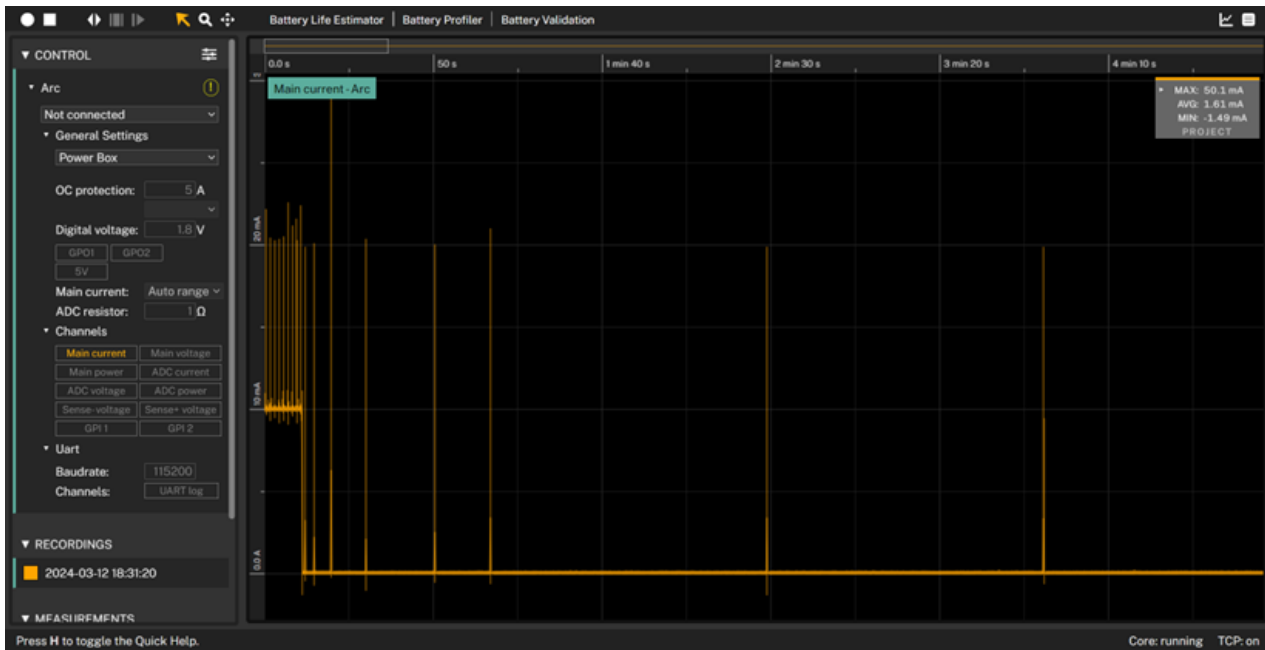 Battery Life Estimator | Battery Profiler | Battery Validation
▼ CONTROL
▼ Arc
Not connected
▼ General Settings
Power Box
OC protection: 5 A
Digital voltage: 1.8 V
GPO1 GPO2
5V
Main current: Auto range
ADC resistor: 1 Ω
▼ Channels
Main current Main voltage
Main power ADC current
ADC voltage ADC power
Sense- voltage Sense+ voltage
GPI 1 GPI 2
▼ Uart
Baudrate: 115200
Channels: UART log
▼ RECORDINGS
2024-03-12 18:31:20
▼ MEASUREMENTS
0.0 s 50 s 1 min 40 s 2 min 30 s 3 min 20 s 4 min 10 s
Main current - Arc
MAX: 50.1 mA
AVG: 1.61 mA
MIN: -1.49 mA
PROJECT
20 mA
10 mA
0.0 A
Press H to toggle the Quick Help.
Core: running TCP: on